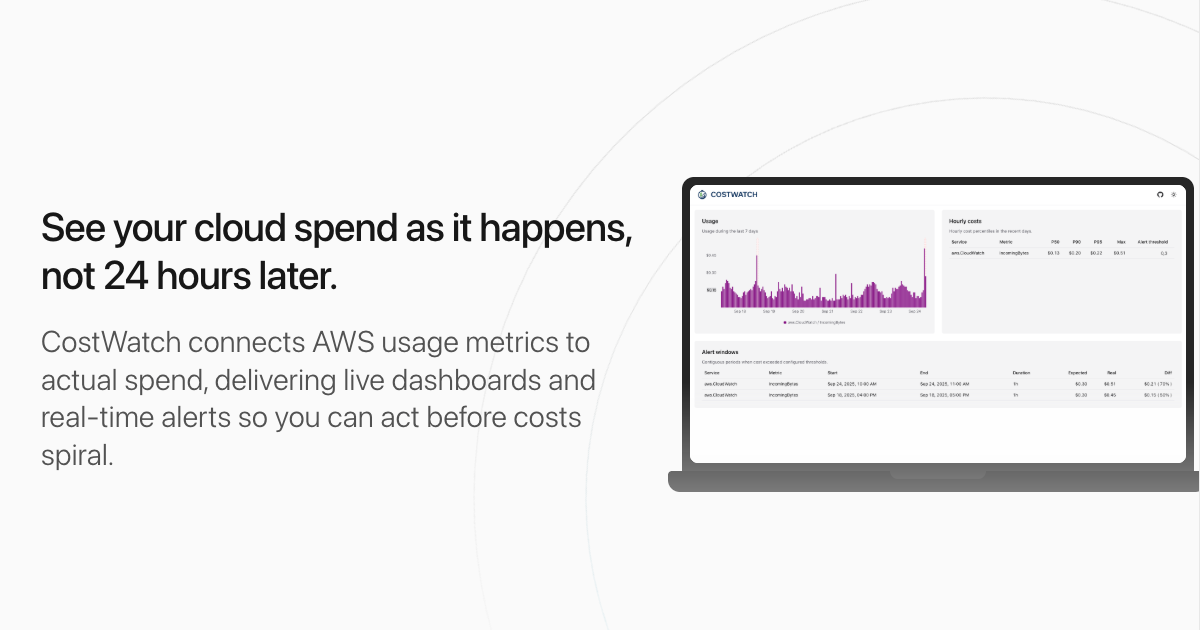 See your cloud spend as it happens,
not 24 hours later.
CostWatch connects AWS usage metrics to
actual spend, delivering live dashboards and
real-time alerts so you can act before costs
spiral.
COSTWATCH
Usage
Usage during the last 7 days
$0.45
$0.30
Sep 18 Sep 19 Sep 20 Sep 21 Sep 22 Sep 23 Sep 24
aws.CloudWatch / IncomingBytes
Hourly costs
Hourly cost percentiles in the recent days.
Service Metric P50 P90 P95 Max Alert threshold
aws.CloudWatch IncomingBytes $0.13 $0.20 $0.22 $0.51 0,3
Alert windows
Contiguous periods when cost exceeded configured thresholds.
Service Metric Start End Duration Expected Real Diff
aws.CloudWatch IncomingBytes Sep 24, 2025, 10:00 AM Sep 24, 2025, 11:00 AM 1h $0.30 $0.51 $0.21 (70%)
aws.CloudWatch IncomingBytes Sep 18, 2025, 04:00 PM Sep 18, 2025, 05:00 PM 1h $0.30 $0.45 $0.15 (50%)